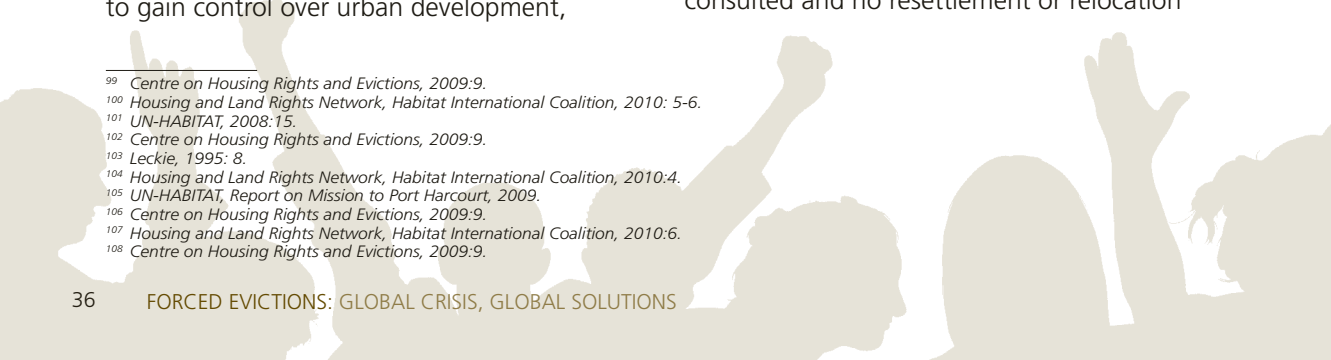 to gain control over urban development,
consulted and no resettlement or relocation
99 Centre on Housing Rights and Evictions, 2009:9.
100 Housing and Land Rights Network, Habitat International Coalition, 2010: 5-6.
101 UN-HABITAT, 2008:15.
102 Centre on Housing Rights and Evictions, 2009:9.
103 Leckie, 1995: 8.
104 Housing and Land Rights Network, Habitat International Coalition, 2010:4.
105 UN-HABITAT, Report on Mission to Port Harcourt, 2009.
106 Centre on Housing Rights and Evictions, 2009:9.
107 Housing and Land Rights Network, Habitat International Coalition, 2010:6.
108 Centre on Housing Rights and Evictions, 2009:9.
36 FORCED EVICTIONS: GLOBAL CRISIS, GLOBAL SOLUTIONS